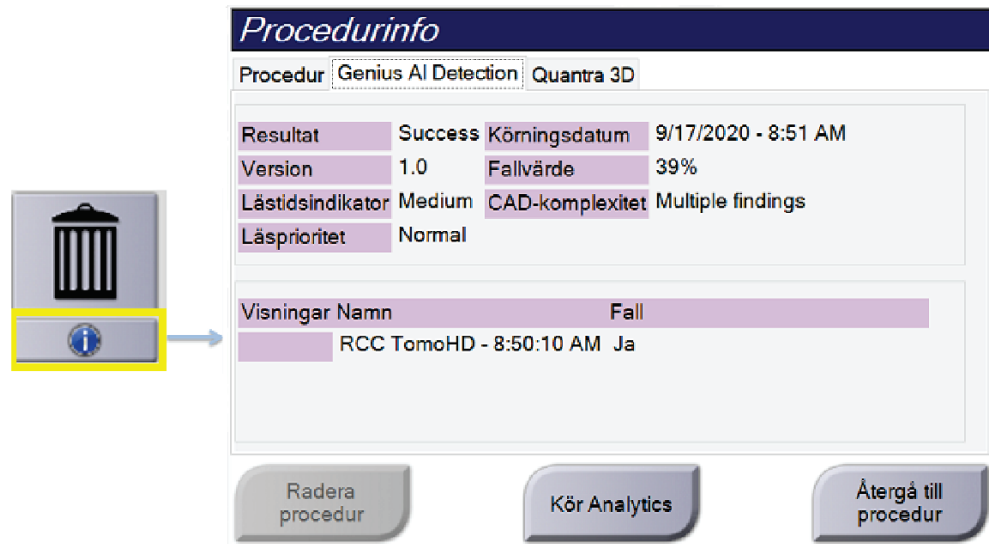 Procedurinfo
Procedur Genius AI Detection Quantra 3D
Resultat Success Körningsdatum 9/17/2020 - 8:51 AM
Version 1.0 Fallvärde 39%
Lästidsindikator Medium CAD-komplexitet Multiple findings
Läsprioritet Normal
Visningar Namn Fall
RCC TomoHD - 8:50:10 AM Ja
Radera
procedur
Kör Analytics
Återgå till
procedur